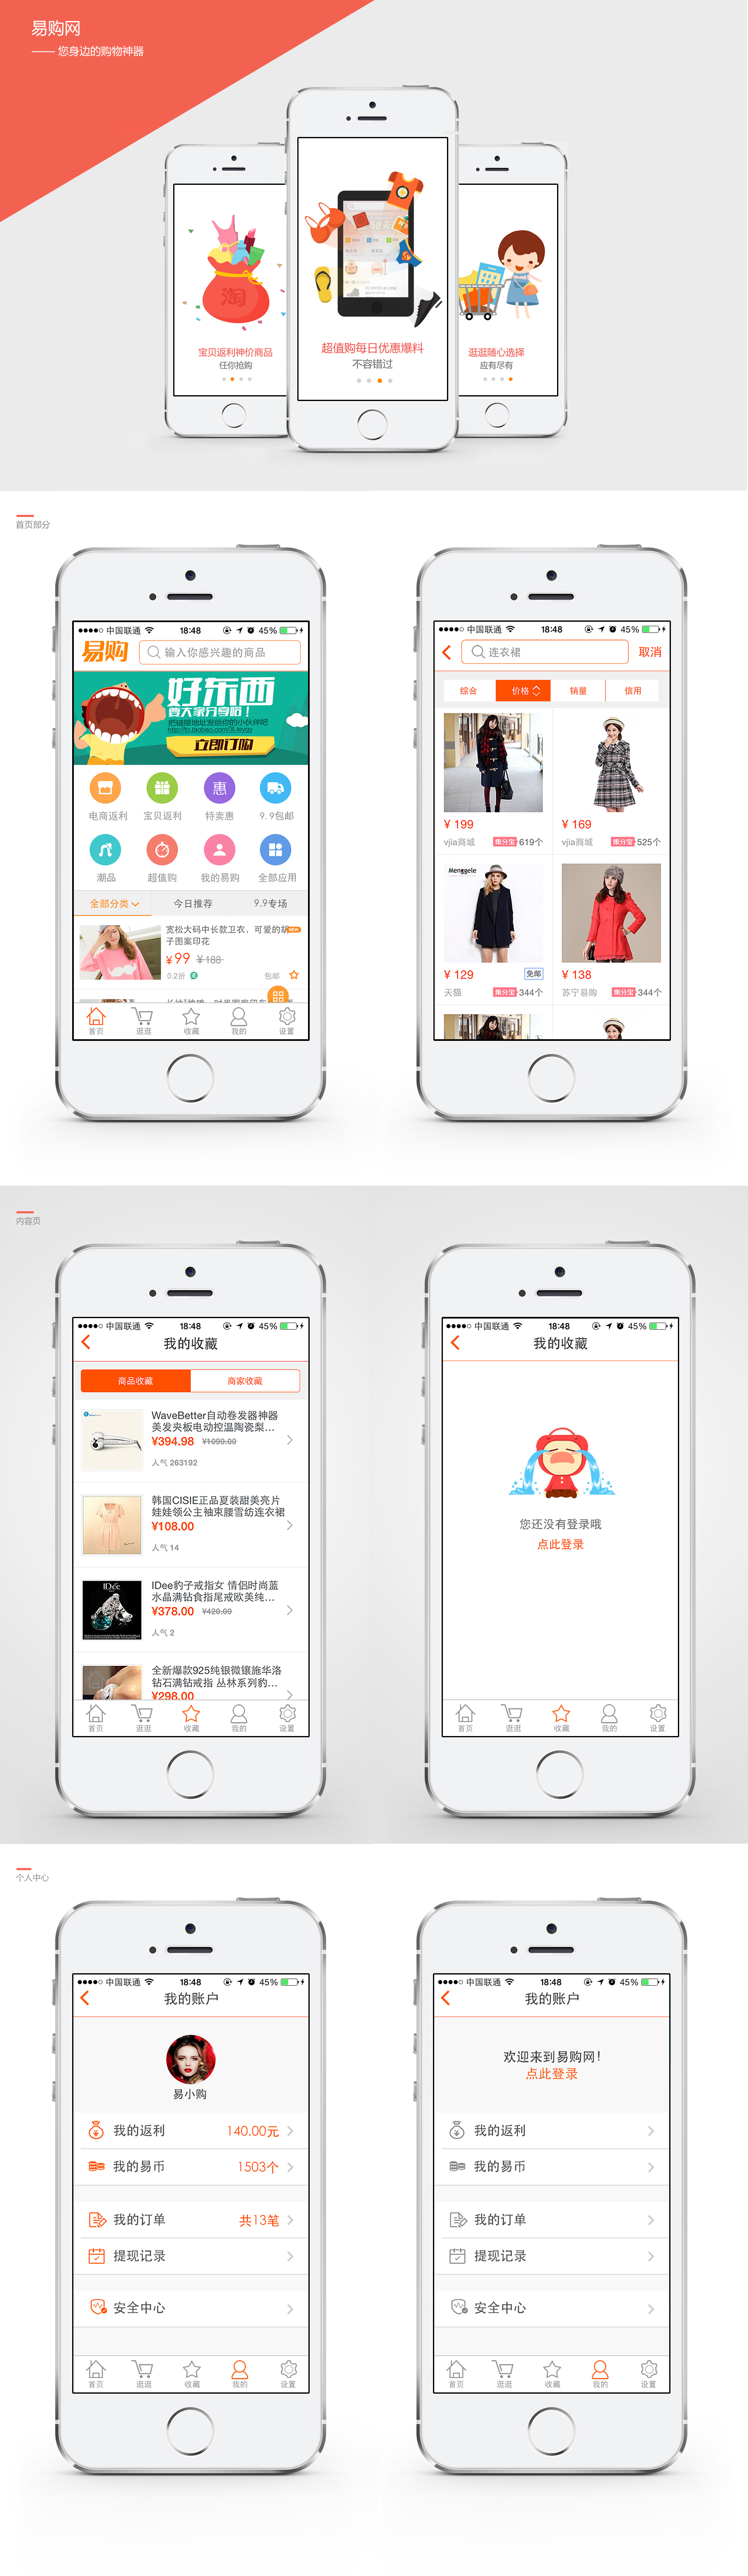 易购网
—— 您身边的购物神器
淘
宝贝返利神价商品
任你抢购
超值购每日优惠爆料
不容错过
逛逛随心选择
应有尽有
首页部分
中国联通 18:48 45%
易购 输入你感兴趣的商品
好东西
要大家分享哈!
把链接地址发给你的小伙伴吧
立即订购
电商返利 宝贝返利 惠 特卖惠 9.9包邮
潮品 超值购 我的易购 全部应用
全部分类 今日推荐 9.9专场
宽松大码中长款卫衣，可爱的胡
子图案印花
¥99 ¥188
0.2折 包邮
首页 逛逛 收藏 我的 设置
中国联通 18:48 45%
连衣裙 取消
综合 价格 销量 信用
¥ 199 ¥ 169
vjia商城 集分宝 619个 vjia商城 集分宝 525个
Menggele
¥ 129 免邮 ¥ 138
天猫 集分宝 344个 苏宁易购 集分宝 344个
内容页
中国联通 18:48 45%
我的收藏
商品收藏 商家收藏
WaveBetter自动卷发器神器
美发夹板电动控温陶瓷梨...
¥394.98 ¥1099.00
人气 263192
韩国CISIE正品夏装甜美亮片
娃娃领公主袖束腰雪纺连衣裙
¥108.00
人气 14
IDee
IDee豹子戒指女 情侣时尚蓝
水晶满钻食指尾戒欧美纯...
¥378.00 ¥420.00
人气 2
全新爆款925纯银微镶施华洛
钻石满钻戒指 丛林系列豹...
¥298.00
首页 逛逛 收藏 我的 设置
中国联通 18:48 45%
我的收藏
您还没有登录哦
点此登录
首页 逛逛 收藏 我的 设置
个人中心
中国联通 18:48 45%
我的账户
易小购
我的返利 140.00元
我的易币 1503个
我的订单 共13笔
提现记录
安全中心
首页 逛逛 收藏 我的 设置
中国联通 18:48 45%
我的账户
欢迎来到易购网!
点此登录
我的返利
我的易币
我的订单
提现记录
安全中心
首页 逛逛 收藏 我的 设置